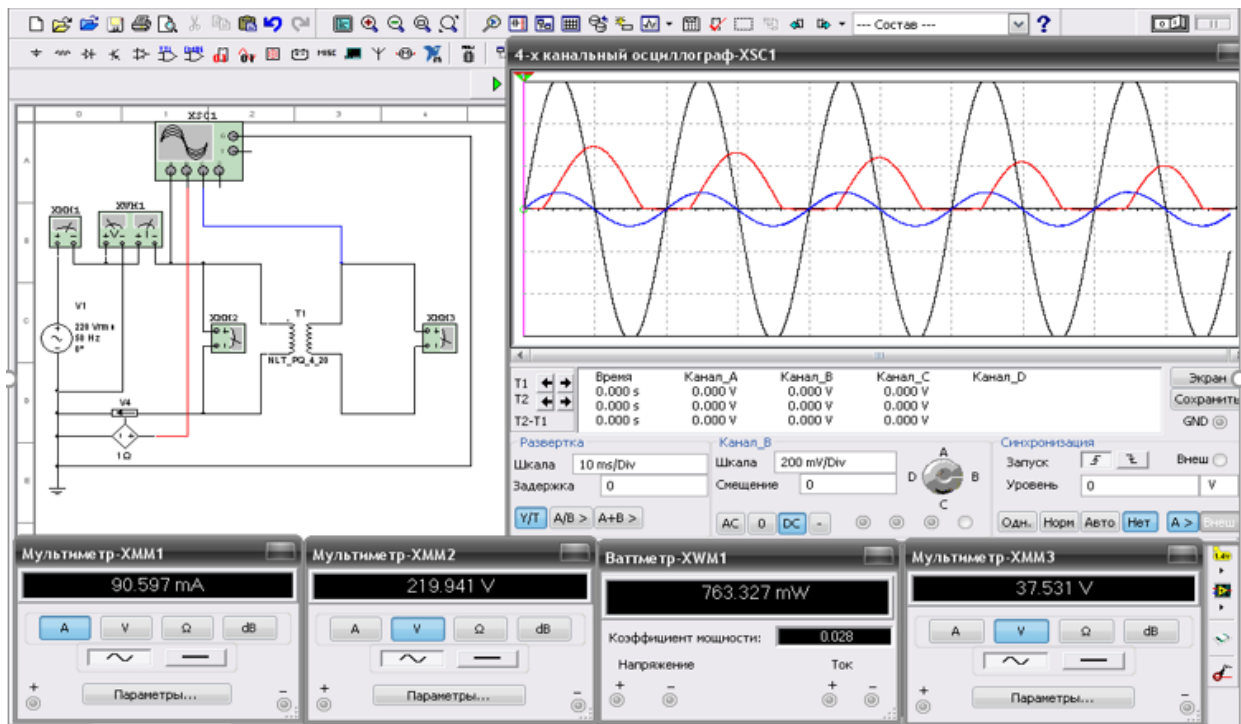 --- Состав ---
?
4-х канальный осциллограф-XSC1
0 1 2 3 4
XSC1
A
XMM1 XWM1
B
V1
220 Vrms
50 Hz
0°
C
XMM2 T1 XMM3
NLT_PQ_4_20
D
V4
1Ω
E
Время Канал_A Канал_B Канал_C Канал_D
T1 0.000 s 0.000 V 0.000 V 0.000 V
T2 0.000 s 0.000 V 0.000 V 0.000 V
T2-T1 0.000 s 0.000 V 0.000 V 0.000 V
Экран
Сохранить
GND
Развертка
Шкала 10 ms/Div
Задержка 0
Y/T A/B > A+B >
Канал_B
Шкала 200 mV/Div
Смещение 0
AC 0 DC -
A
D B
C
Синхронизация
Запуск Внеш
Уровень 0 V
Одн. Норм Авто Нет A > Внеш
Мультиметр-XMM1
90.597 mA
A V Ω dB
+ Параметры... -
Мультиметр-XMM2
219.941 V
A V Ω dB
+ Параметры... -
Ваттметр-XWM1
763.327 mW
Коэффициент мощности: 0.028
Напряжение Ток
+ - + -
Мультиметр-XMM3
37.531 V
A V Ω dB
+ Параметры... -